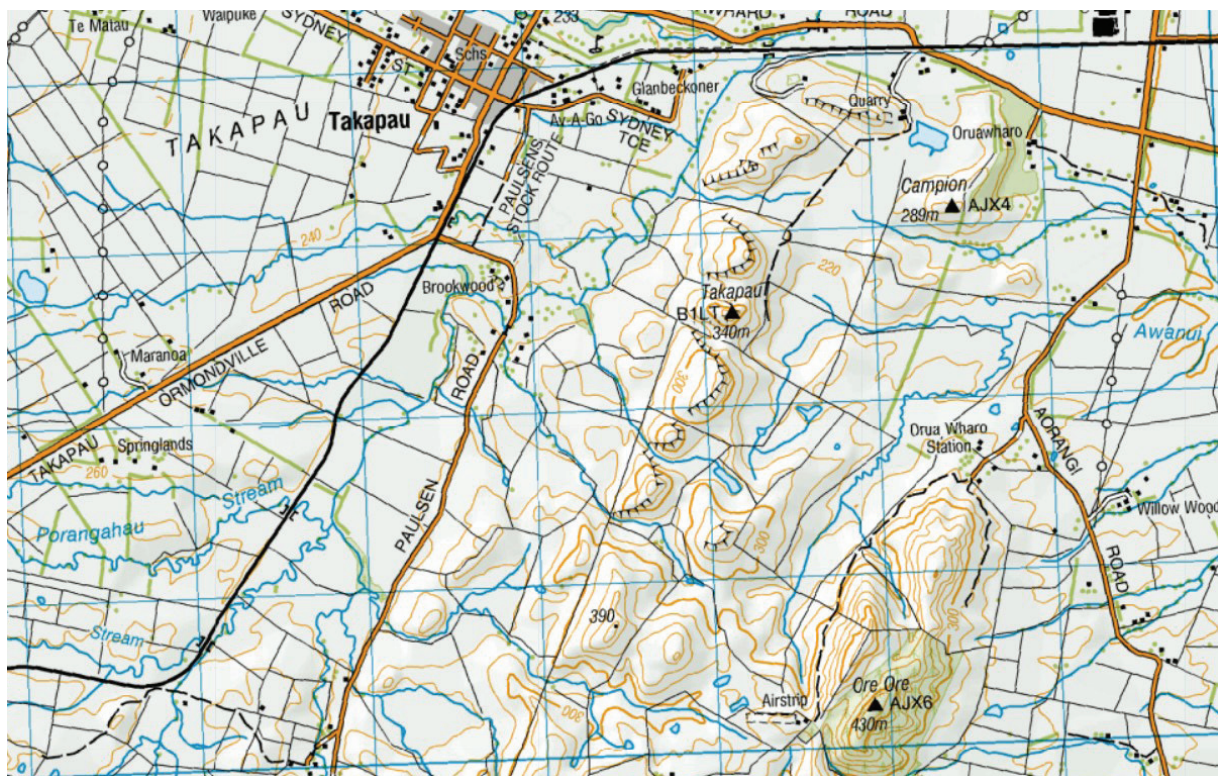 Te Matau
Waipuke
SYDNEY
ST
Schs
233
ROAD
TAKAPAU
Takapau
Glanbeckoner
Av-A-Go
SYDNEY
TCE
PAULSENS
STOCK ROUTE
Quarry
Oruawharo
Campion
289m
AJX4
240
220
Brookwood
Takapau
B1LT
340m
Awanui
Maranoa
TAKAPAU
ORMONDVILLE
ROAD
300
Springlands
260
PAULSEN
ROAD
Orua Wharo
Station
AORANGI
ROAD
Porangahau
Stream
Willow Wood
300
Stream
390
300
300
Airstrip
Ore Ore
AJX6
430m